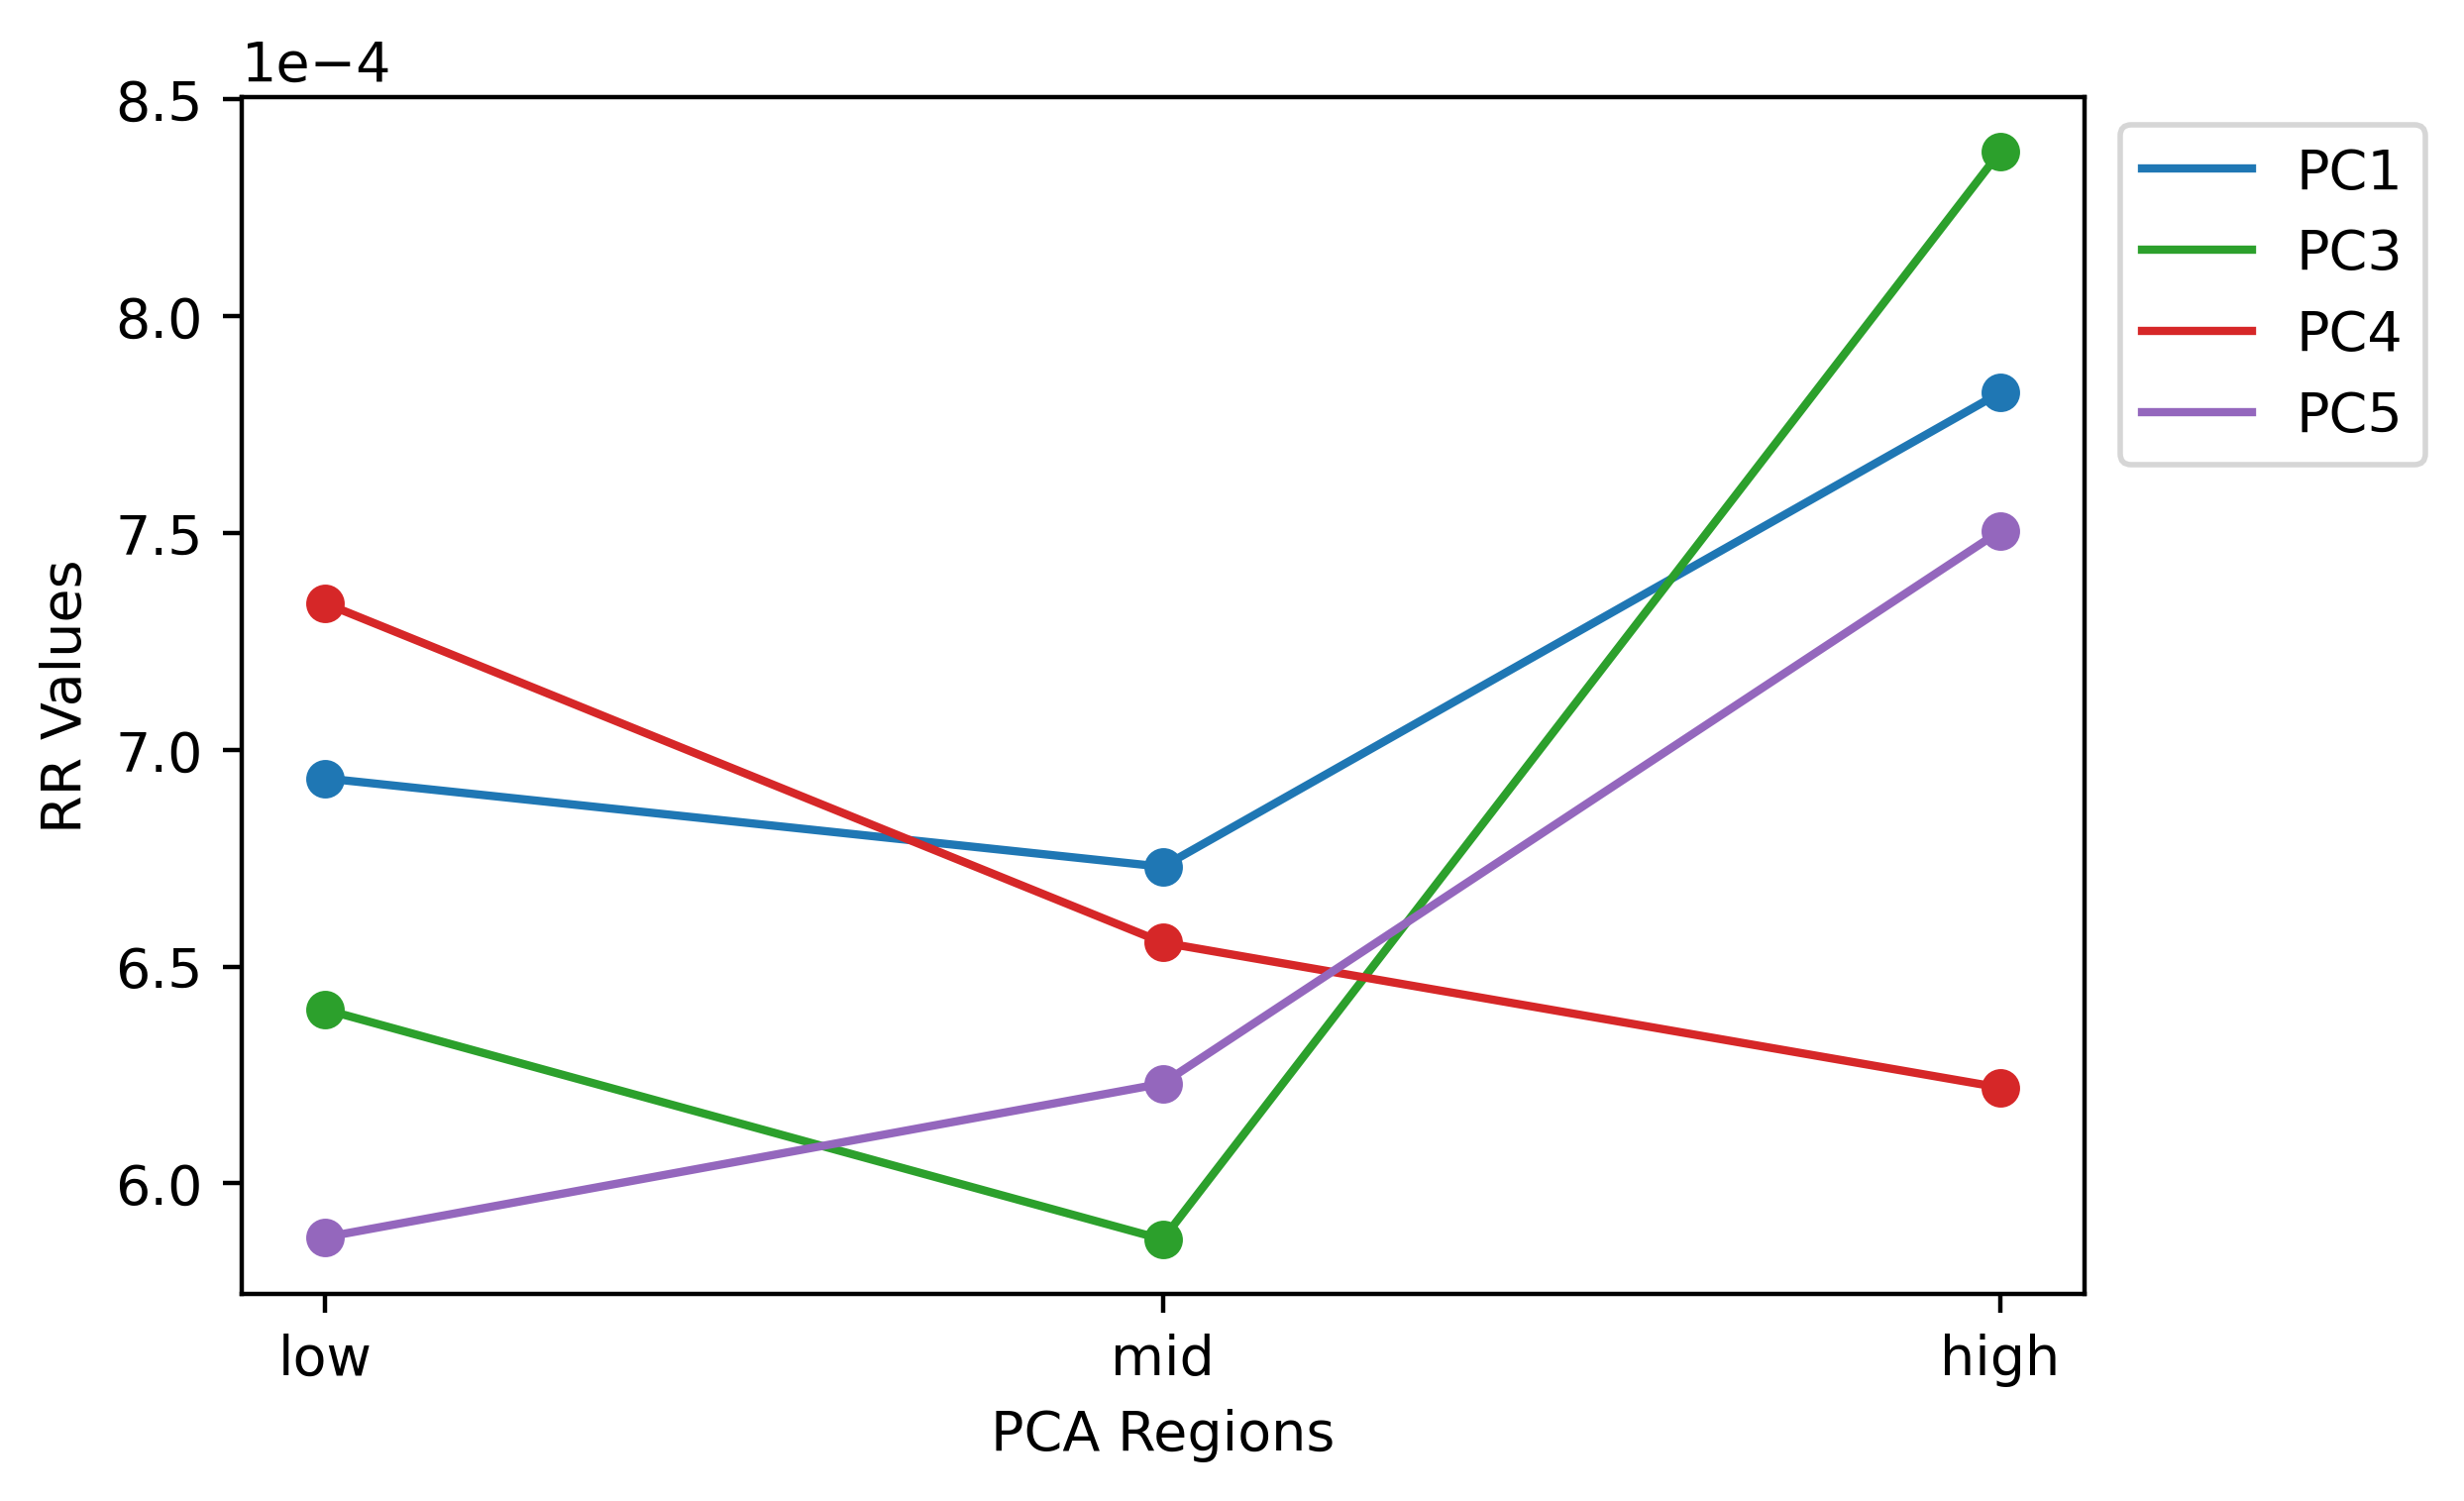 1e−4
8.5
8.0
7.5
7.0
6.5
6.0
RR Values
low mid high
PCA Regions
PC1
PC3
PC4
PC5